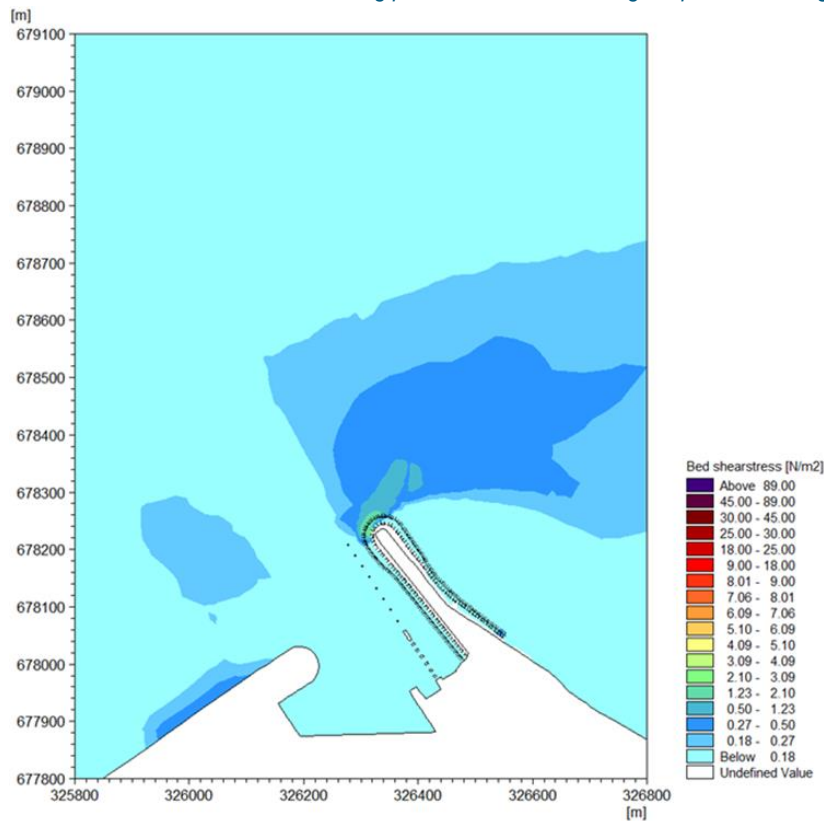 [m]
679100
679000
678900
678800
678700
678600
678500
678400
678300
678200
678100
678000
677900
677800
325800 326000 326200 326400 326600 326800
[m]
Bed shearstress [N/m2]
Above 89.00
45.00 - 89.00
30.00 - 45.00
25.00 - 30.00
18.00 - 25.00
9.00 - 18.00
8.01 - 9.00
7.06 - 8.01
6.09 - 7.06
5.10 - 6.09
4.09 - 5.10
3.09 - 4.09
2.10 - 3.09
1.23 - 2.10
0.50 - 1.23
0.27 - 0.50
0.18 - 0.27
Below 0.18
Undefined Value